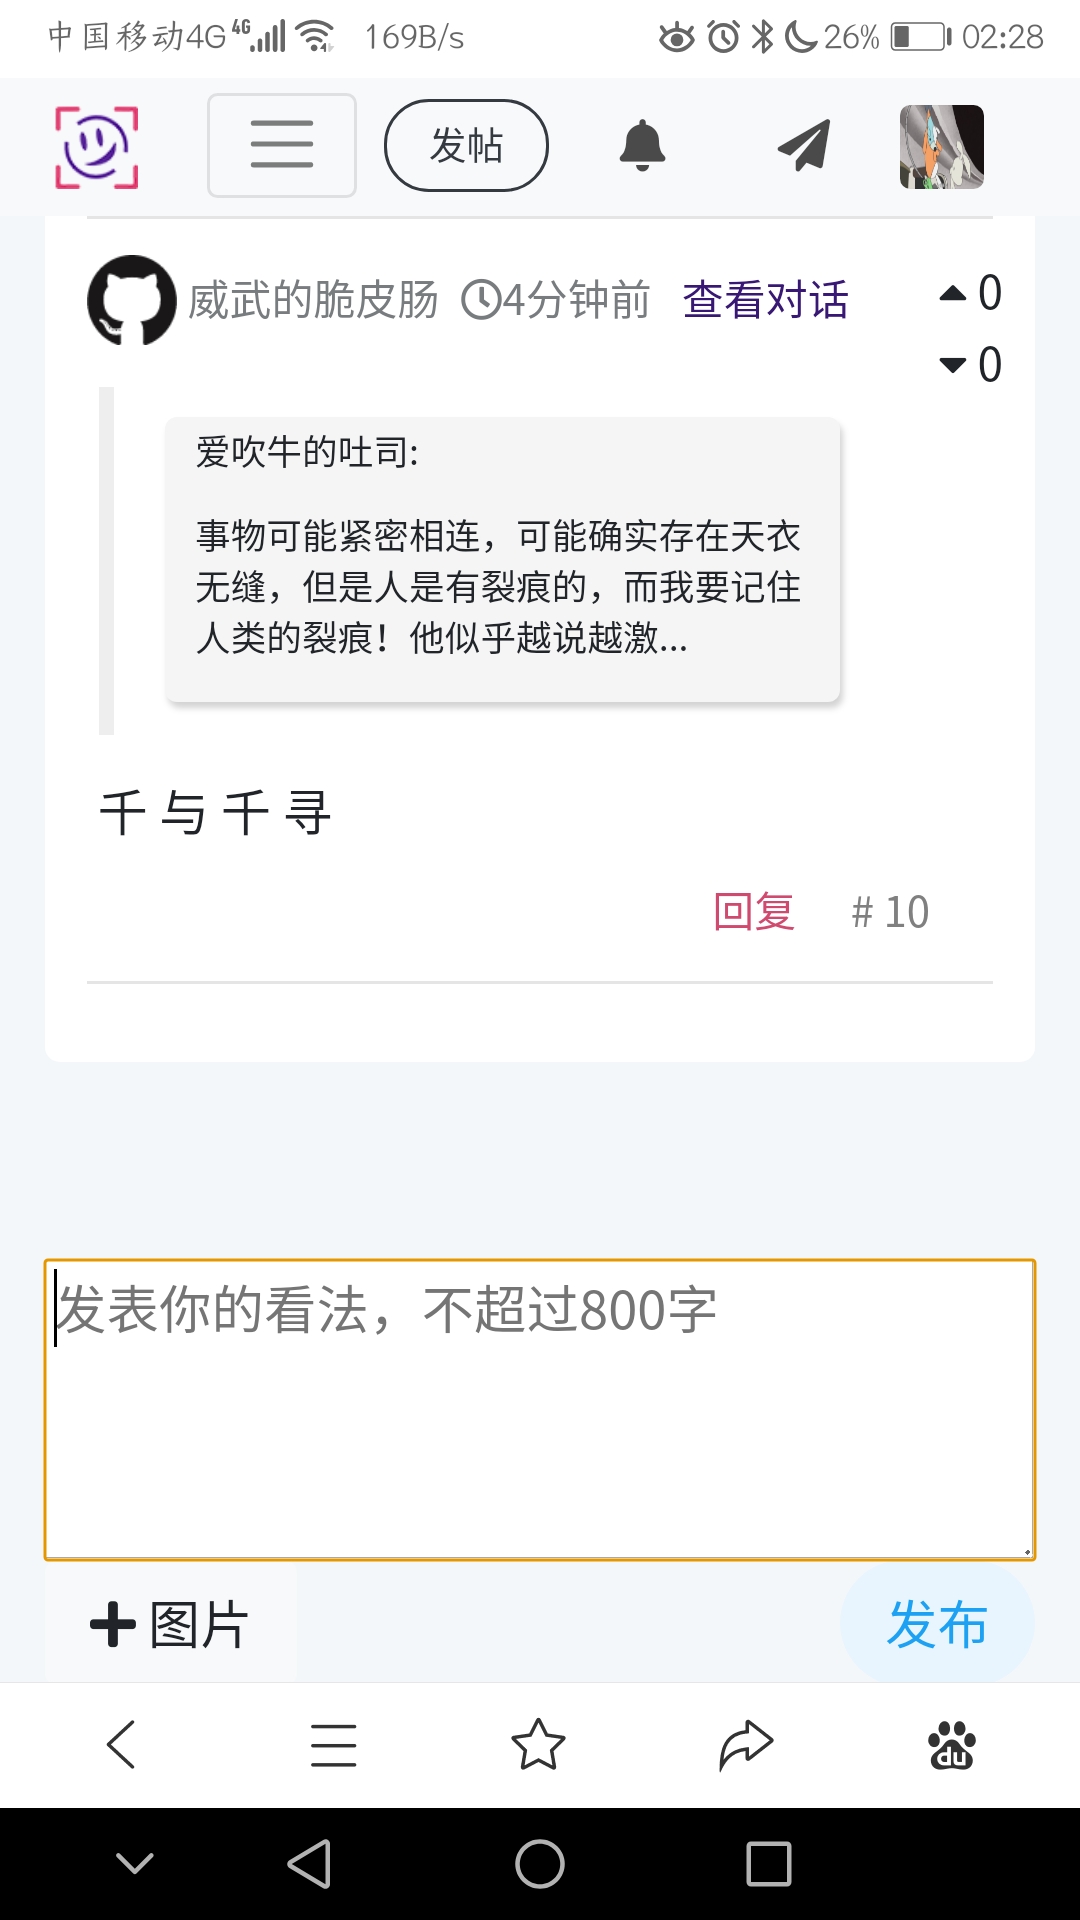 中国移动4G 4G 169B/s 26% 02:28
发帖
威武的脆皮肠 4分钟前 查看对话 0
0
爱吹牛的吐司:
事物可能紧密相连，可能确实存在天衣
无缝，但是人是有裂痕的，而我要记住
人类的裂痕！他似乎越说越激...
千与千寻
回复 # 10
发表你的看法，不超过800字
图片 发布
du